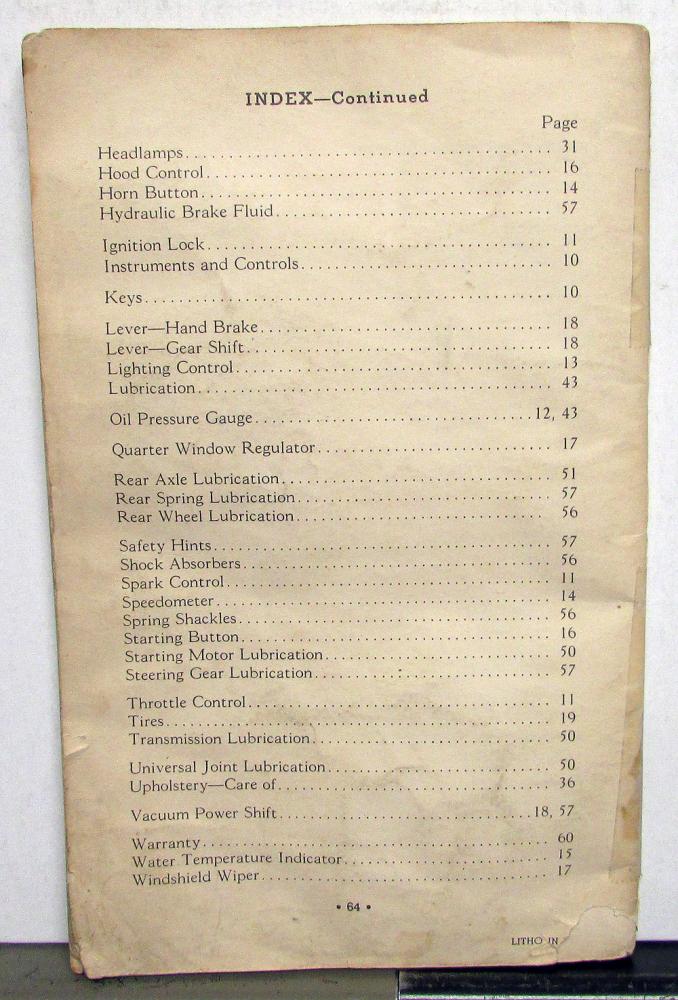 INDEX—Continued
Page
Headlamps 31
Hood Control 16
Horn Button 14
Hydraulic Brake Fluid 57
Ignition Lock 11
Instruments and Controls 10
Keys 10
Lever—Hand Brake 18
Lever—Gear Shift 18
Lighting Control 13
Lubrication 43
Oil Pressure Gauge 12, 43
Quarter Window Regulator 17
Rear Axle Lubrication 51
Rear Spring Lubrication 57
Rear Wheel Lubrication 56
Safety Hints 57
Shock Absorbers 56
Spark Control 11
Speedometer 14
Spring Shackles 56
Starting Button 16
Starting Motor Lubrication 50
Steering Gear Lubrication 57
Throttle Control 11
Tires 19
Transmission Lubrication 50
Universal Joint Lubrication 50
Upholstery—Care of 36
Vacuum Power Shift 18, 57
Warranty 60
Water Temperature Indicator 15
Windshield Wiper 17
• 64 •
LITHO IN